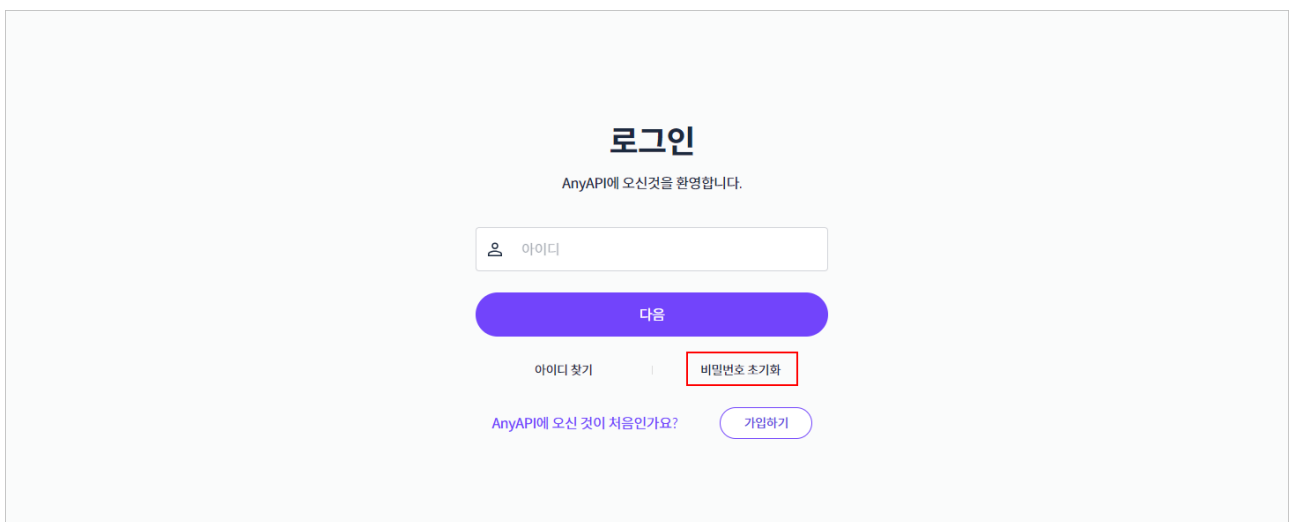 로그인
AnyAPI에 오신것을 환영합니다.
아이디
다음
아이디 찾기
비밀번호 초기화
AnyAPI에 오신 것이 처음인가요?
가입하기